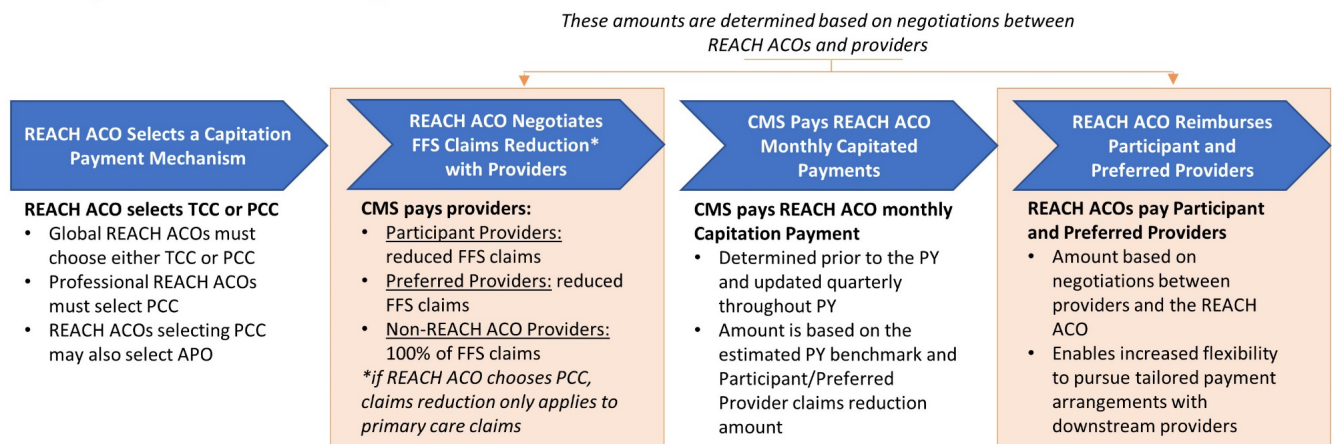 These amounts are determined based on negotiations between
REACH ACOs and providers
REACH ACO Selects a Capitation
Payment Mechanism
REACH ACO selects TCC or PCC
• Global REACH ACOs must
choose either TCC or PCC
• Professional REACH ACOs
must select PCC
• REACH ACOs selecting PCC
may also select APO
REACH ACO Negotiates
FFS Claims Reduction*
with Providers
CMS pays providers:
• Participant Providers:
reduced FFS claims
• Preferred Providers: reduced
FFS claims
• Non-REACH ACO Providers:
100% of FFS claims
*if REACH ACO chooses PCC,
claims reduction only applies to
primary care claims
CMS Pays REACH ACO
Monthly Capitated
Payments
CMS pays REACH ACO monthly
Capitation Payment
• Determined prior to the PY
and updated quarterly
throughout PY
• Amount is based on the
estimated PY benchmark and
Participant/Preferred
Provider claims reduction
amount
REACH ACO Reimburses
Participant and
Preferred Providers
REACH ACOs pay Participant
and Preferred Providers
• Amount based on
negotiations between
providers and the REACH
ACO
• Enables increased flexibility
to pursue tailored payment
arrangements with
downstream providers